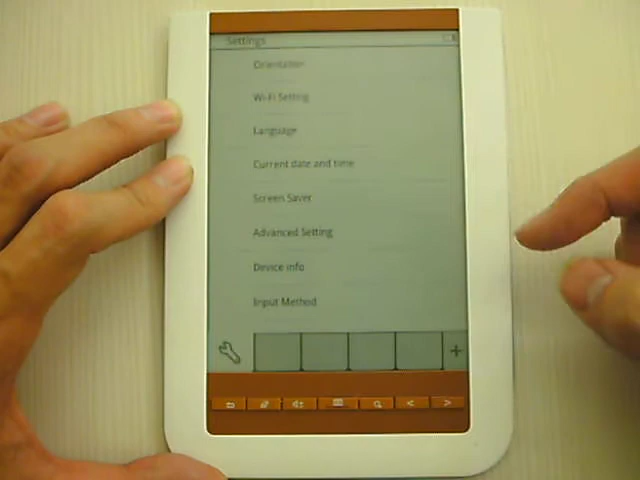 Settings
Orientation
Wi-Fi Setting
Language
Current date and time
Screen Saver
Advanced Setting
Device info
Input Method
+
< >